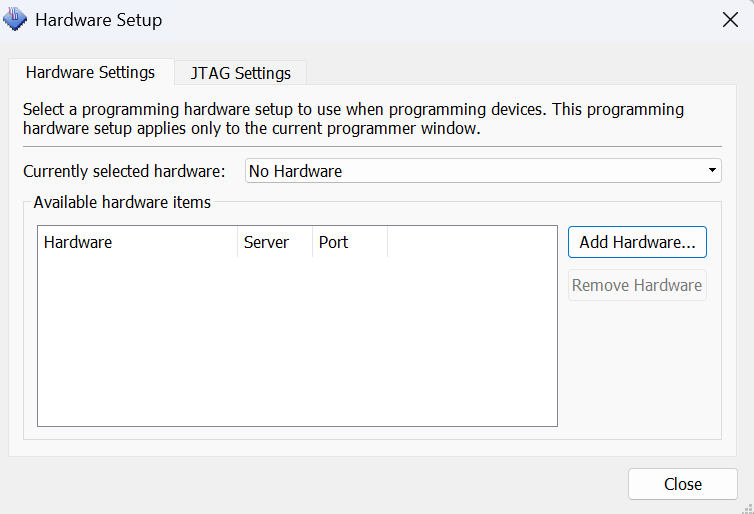 Hardware Setup
Hardware Settings
JTAG Settings
Select a programming hardware setup to use when programming devices. This programming
hardware setup applies only to the current programmer window.
Currently selected hardware:
No Hardware
Available hardware items
Hardware
Server
Port
Add Hardware...
Remove Hardware
Close